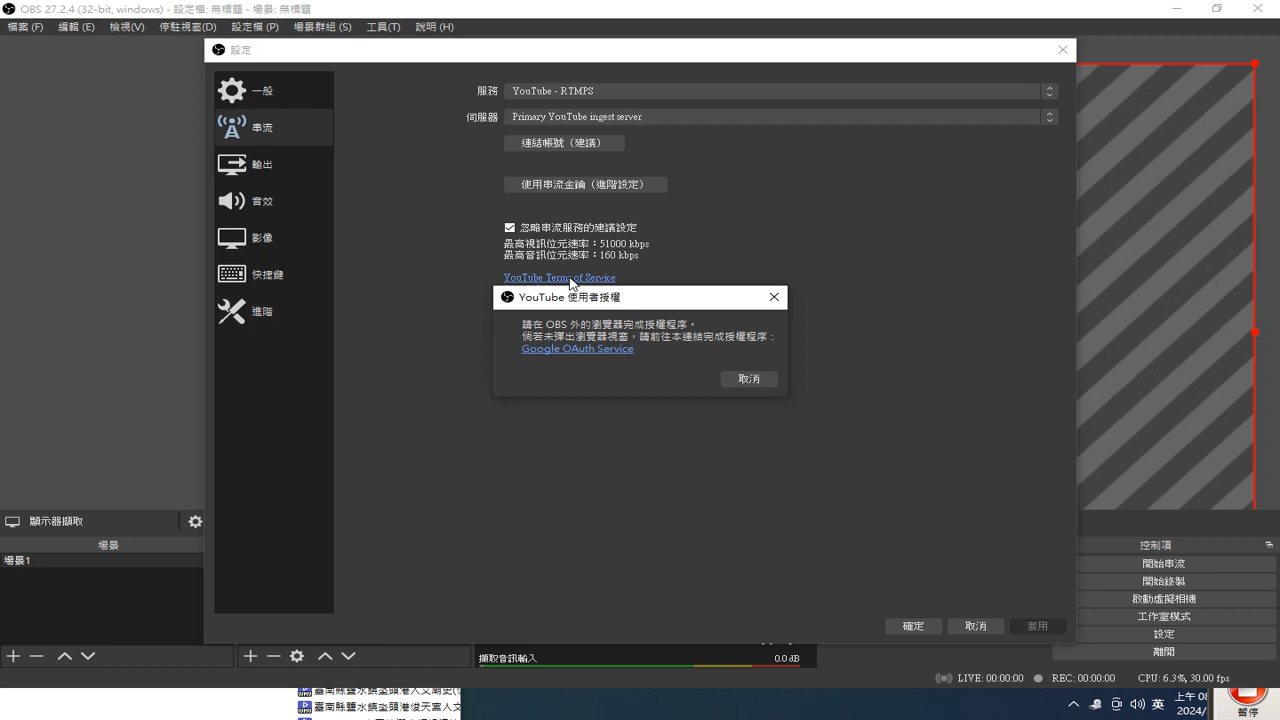 OBS 27.2.4 (32-bit, windows) - 設定檔: 無標題 - 場景: 無標題
檔案 (F) 編輯 (E) 檢視(V) 停駐視窗(D) 設定檔 (P) 場景群組 (S) 工具(T) 說明 (H)
設定
一般
串流
輸出
音效
影像
快捷鍵
進階
服務 YouTube - RTMPS
伺服器 Primary YouTube ingest server
連結帳號（建議）
使用串流金鑰（進階設定）
忽略串流服務的建議設定
最高視訊位元速率：51000 kbps
最高音訊位元速率：160 kbps
YouTube Terms of Service
YouTube 使用者授權
請在 OBS 外的瀏覽器完成授權程序。
倘若未彈出瀏覽器視窗，請前往本連結完成授權程序：
Google OAuth Service
取消
確定 取消 套用
顯示器擷取
場景
場景1
控制項
開始串流
開始錄製
啟動虛擬相機
工作室模式
設定
離開
擷取音訊輸入 0.0 dB
LIVE: 00:00:00 REC: 00:00:00 CPU: 6.3%, 30.00 fps
臺南縣鹽水鎮坔頭港人文廟史(
臺南縣鹽水鎮坔頭港俊天宮人文
英
上午 08
2024/
暫停